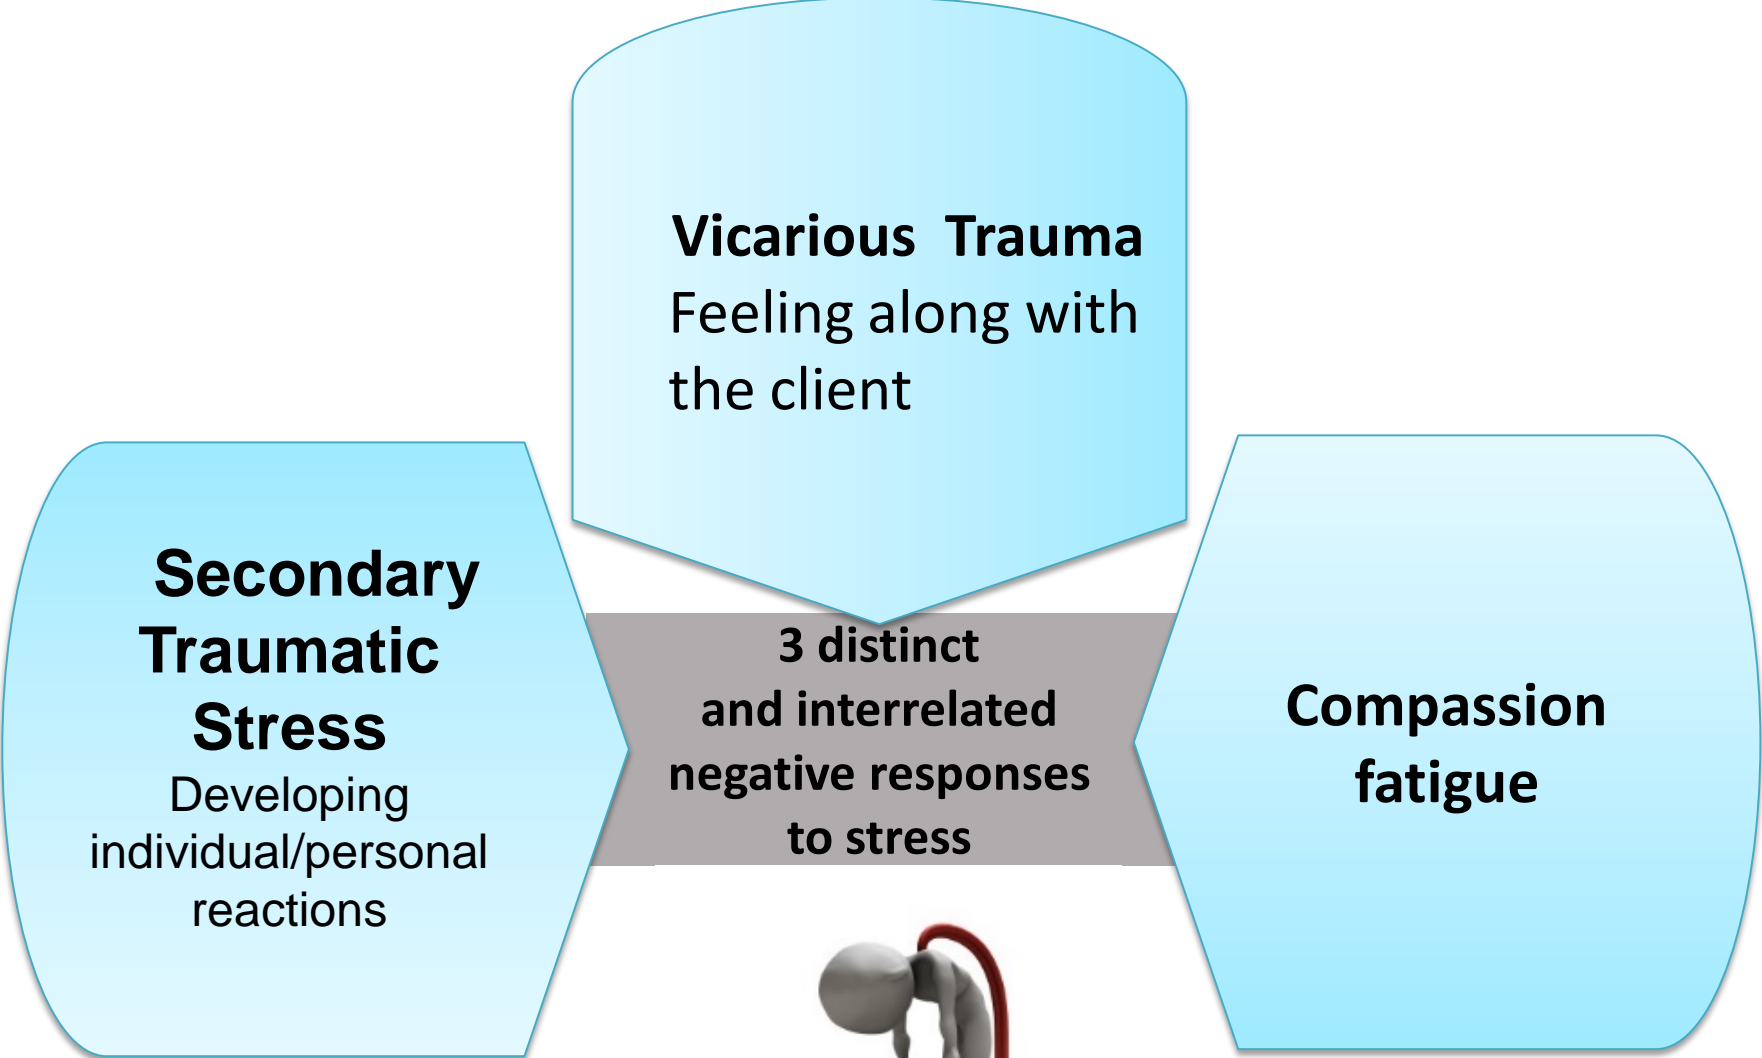 Vicarious Trauma
Feeling along with
the client
Secondary
Traumatic
Stress
Developing
individual/personal
reactions
3 distinct
and interrelated
negative responses
to stress
Compassion
fatigue